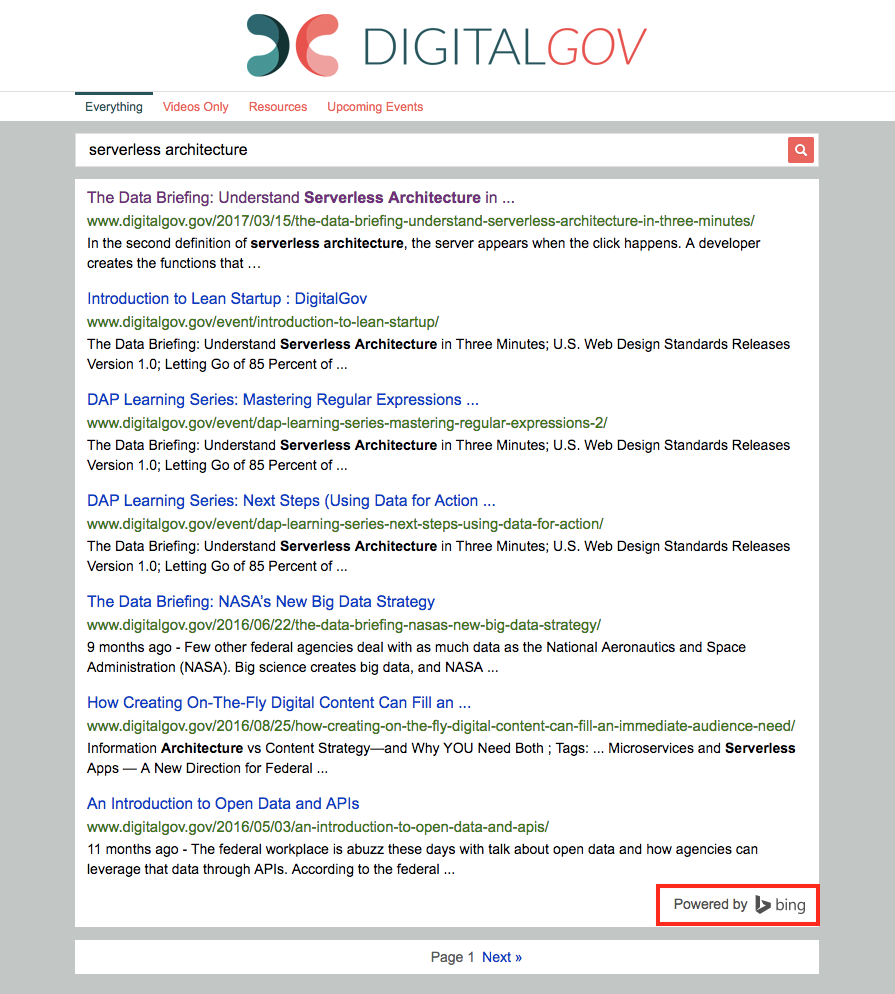 DIGITALGOV
Everything Videos Only Resources Upcoming Events
serverless architecture
The Data Briefing: Understand Serverless Architecture in ...
www.digitalgov.gov/2017/03/15/the-data-briefing-understand-serverless-architecture-in-three-minutes/
In the second definition of serverless architecture, the server appears when the click happens. A developer
creates the functions that …
Introduction to Lean Startup : DigitalGov
www.digitalgov.gov/event/introduction-to-lean-startup/
The Data Briefing: Understand Serverless Architecture in Three Minutes; U.S. Web Design Standards Releases
Version 1.0; Letting Go of 85 Percent of ...
DAP Learning Series: Mastering Regular Expressions ...
www.digitalgov.gov/event/dap-learning-series-mastering-regular-expressions-2/
The Data Briefing: Understand Serverless Architecture in Three Minutes; U.S. Web Design Standards Releases
Version 1.0; Letting Go of 85 Percent of ...
DAP Learning Series: Next Steps (Using Data for Action ...
www.digitalgov.gov/event/dap-learning-series-next-steps-using-data-for-action/
The Data Briefing: Understand Serverless Architecture in Three Minutes; U.S. Web Design Standards Releases
Version 1.0; Letting Go of 85 Percent of ...
The Data Briefing: NASA's New Big Data Strategy
www.digitalgov.gov/2016/06/22/the-data-briefing-nasas-new-big-data-strategy/
9 months ago - Few other federal agencies deal with as much data as the National Aeronautics and Space
Administration (NASA). Big science creates big data, and NASA ...
How Creating On-The-Fly Digital Content Can Fill an ...
www.digitalgov.gov/2016/08/25/how-creating-on-the-fly-digital-content-can-fill-an-immediate-audience-need/
Information Architecture vs Content Strategy—and Why YOU Need Both ; Tags: ... Microservices and Serverless
Apps — A New Direction for Federal ...
An Introduction to Open Data and APIs
www.digitalgov.gov/2016/05/03/an-introduction-to-open-data-and-apis/
11 months ago - The federal workplace is abuzz these days with talk about open data and how agencies can
leverage that data through APIs. According to the federal ...
Powered by bing
Page 1 Next »